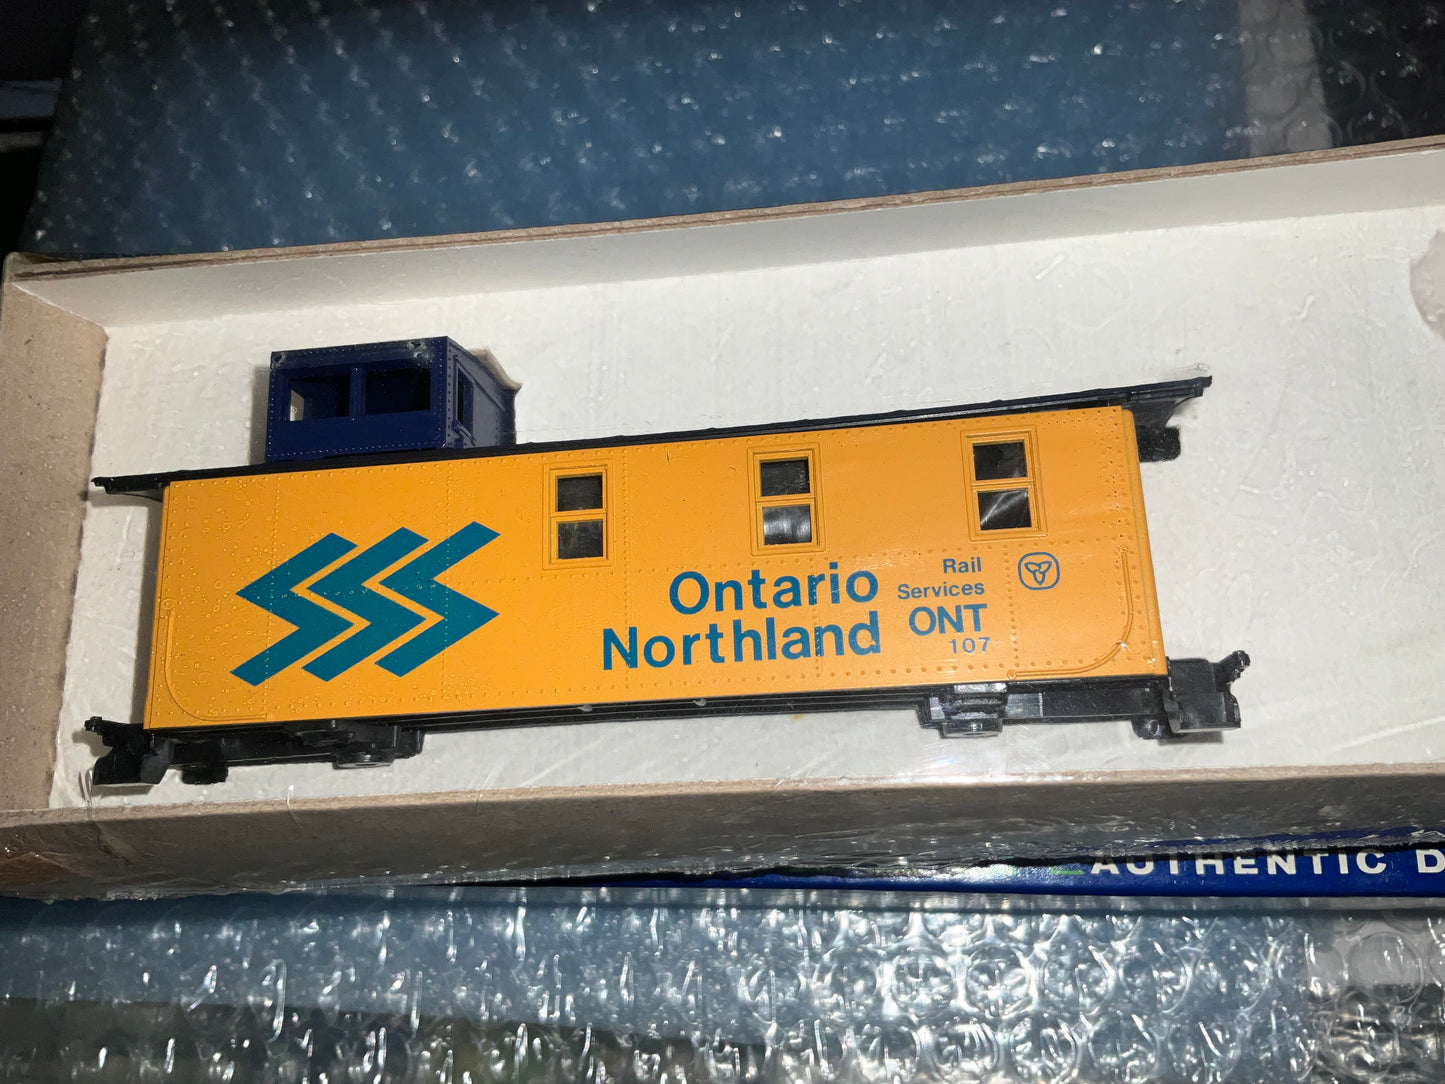 Ontario
Northland
Rail
Services
ONT
107
AUTHENTIC D